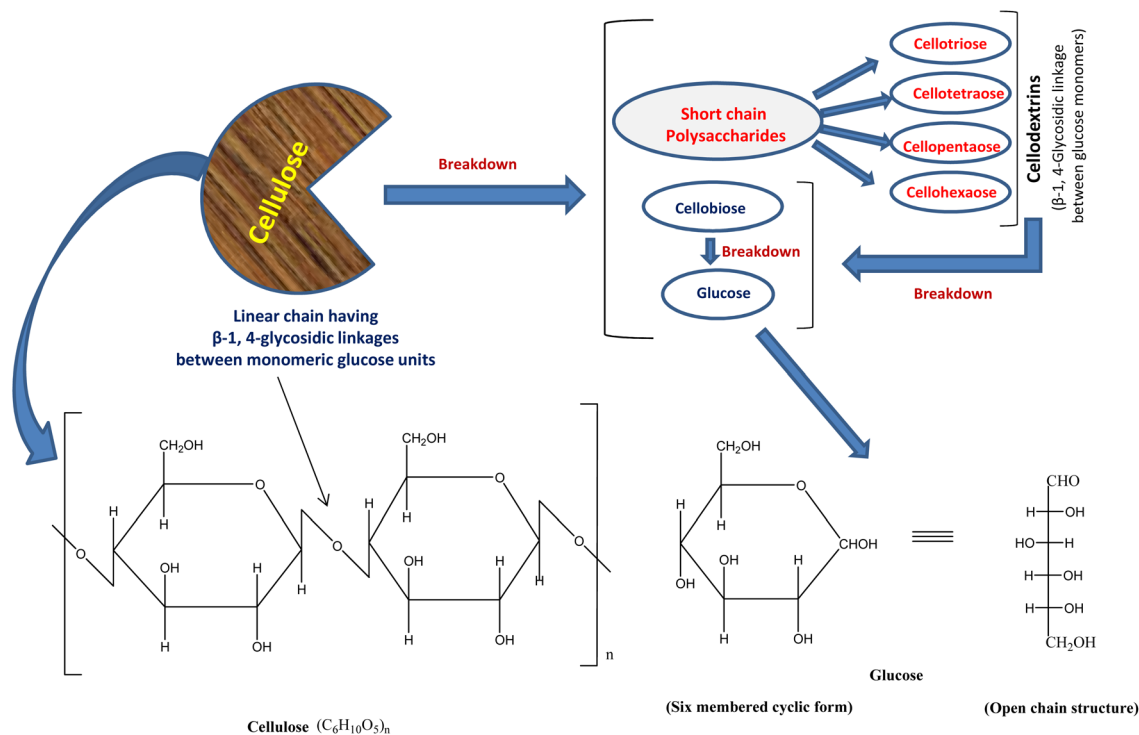 Cellulose
Breakdown
Short chain
Polysaccharides
Cellotriose
Cellotetraose
Cellopentaose
Cellohexaose
Cellodextrins
(β-1, 4-Glycosidic linkage
between glucose monomers)
Cellobiose
Breakdown
Glucose
Breakdown
Linear chain having
β-1, 4-glycosidic linkages
between monomeric glucose units
CH2OH
O
H
H
O
OH
H
H
OH
H
O
CH2OH
O
H
H
OH
H
H
OH
H
O
n
Cellulose (C6H10O5)n
CH2OH
O
H
H
CHOH
OH
OH
H
H
OH
CHO
H OH
HO H
H OH
H OH
CH2OH
Glucose
(Six membered cyclic form)
(Open chain structure)